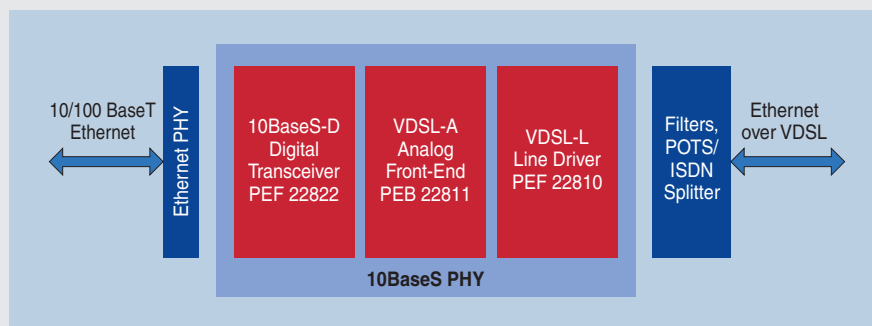 10/100 BaseT
Ethernet
Ethernet PHY
10BaseS-D
Digital
Transceiver
PEF 22822
VDSL-A
Analog
Front-End
PEB 22811
VDSL-L
Line Driver
PEF 22810
Filters,
POTS/
ISDN
Splitter
Ethernet
over VDSL
10BaseS PHY